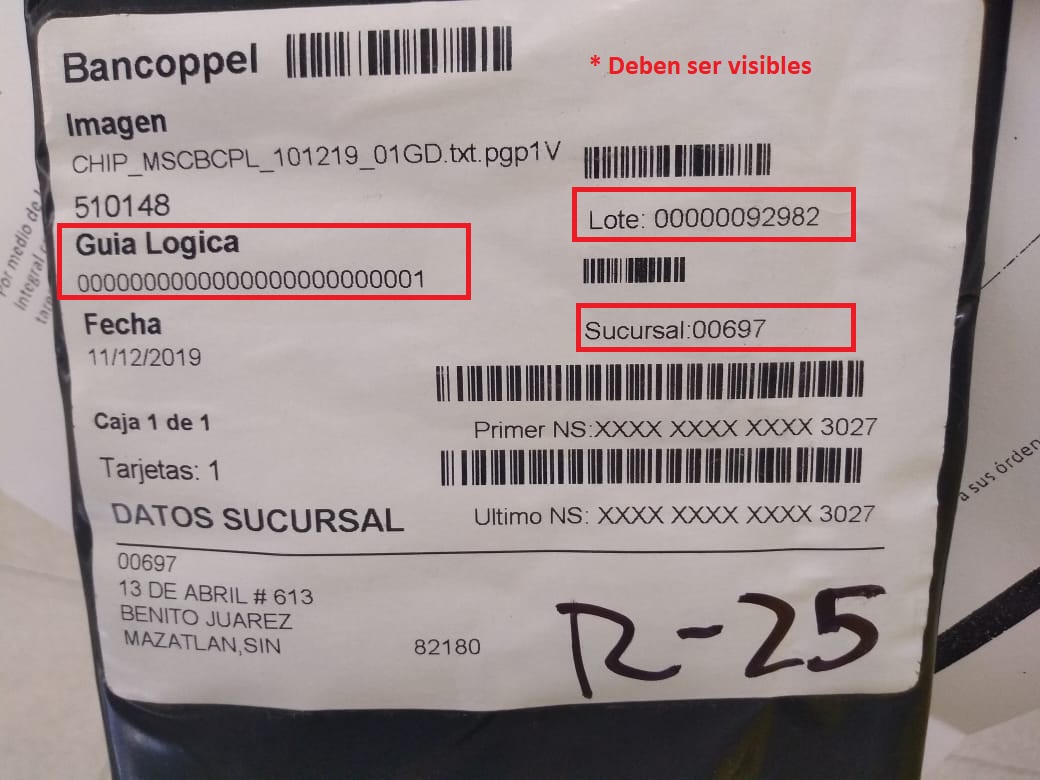 Bancoppel
* Deben ser visibles
Imagen
CHIP_MSCBCPL_101219_01GD.txt.pgp1V
510148
Lote: 00000092982
Guia Logica
0000000000000000000000001
Fecha
Sucursal:00697
11/12/2019
Caja 1 de 1
Primer NS:XXXX XXXX XXXX 3027
Tarjetas: 1
DATOS SUCURSAL
Ultimo NS: XXXX XXXX XXXX 3027
00697
13 DE ABRIL # 613
BENITO JUAREZ
MAZATLAN,SIN 82180
R-25
Por medio de
integral
a sus órden